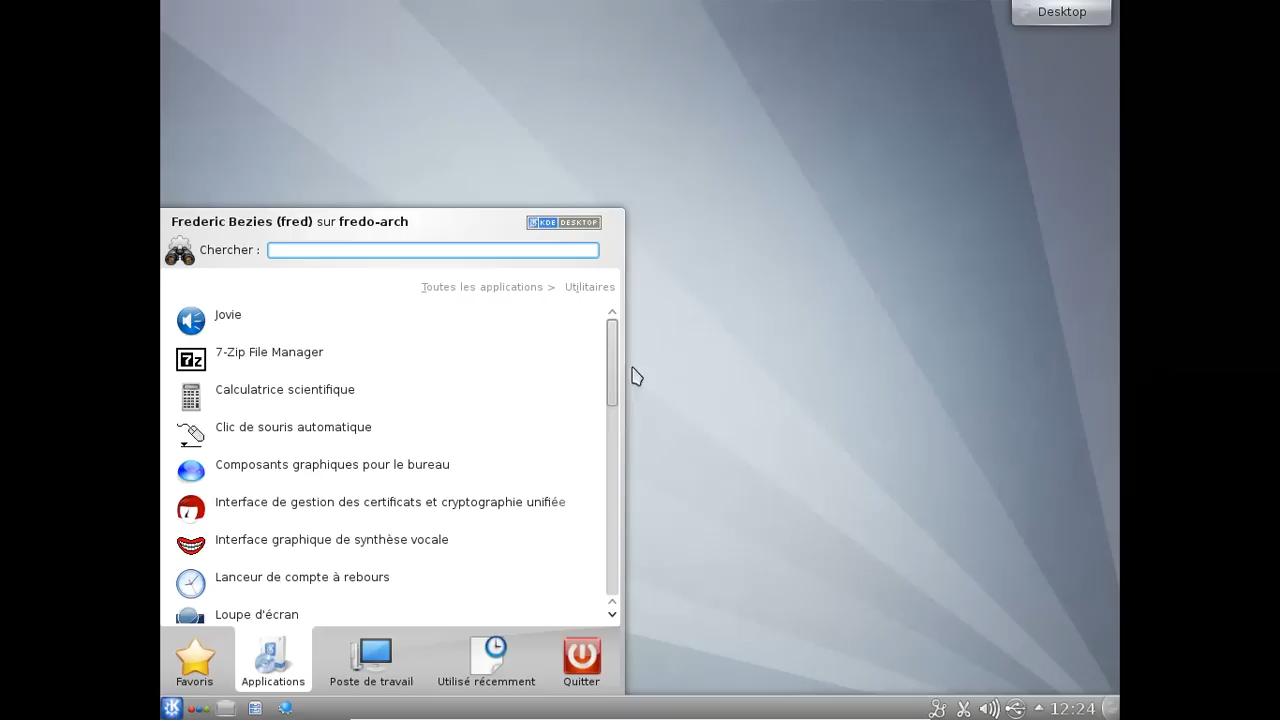 Desktop
Frederic Bezies (fred) sur fredo-arch
KDE DESKTOP
Chercher :
Toutes les applications > Utilitaires
Jovie
7-Zip File Manager
7z
Calculatrice scientifique
Clic de souris automatique
Composants graphiques pour le bureau
Interface de gestion des certificats et cryptographie unifiée
Interface graphique de synthèse vocale
Lanceur de compte à rebours
Loupe d'écran
Favoris
Applications
Poste de travail
Utilisé récemment
Quitter
12:24